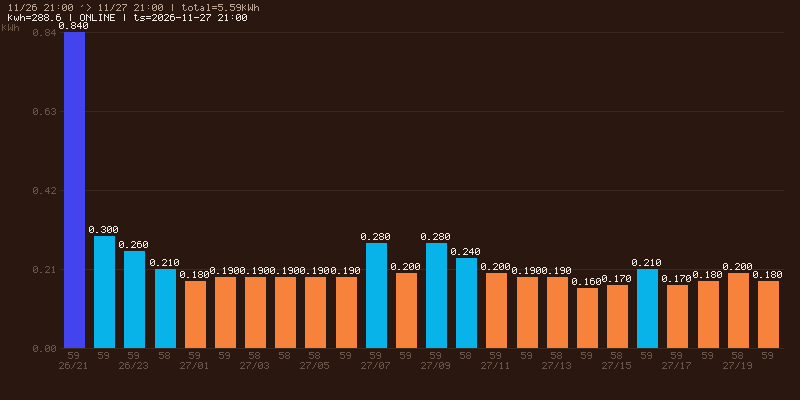 11/26 21:00 -> 11/27 21:00 | total=5.59KWh
Kwh=288.6 | ONLINE | ts=2026-11-27 21:00
KWh
0.84
0.63
0.42
0.21
0.00
0.840 0.300 0.260 0.210 0.180 0.190 0.190 0.190 0.190 0.190 0.280 0.200 0.280 0.240 0.200 0.190 0.190 0.160 0.170 0.210 0.170 0.180 0.200 0.180
59 59 59 58 59 59 58 58 58 59 59 59 59 58 59 59 58 59 58 59 59 59 58 59
26/21 26/23 27/01 27/03 27/05 27/07 27/09 27/11 27/13 27/15 27/17 27/19